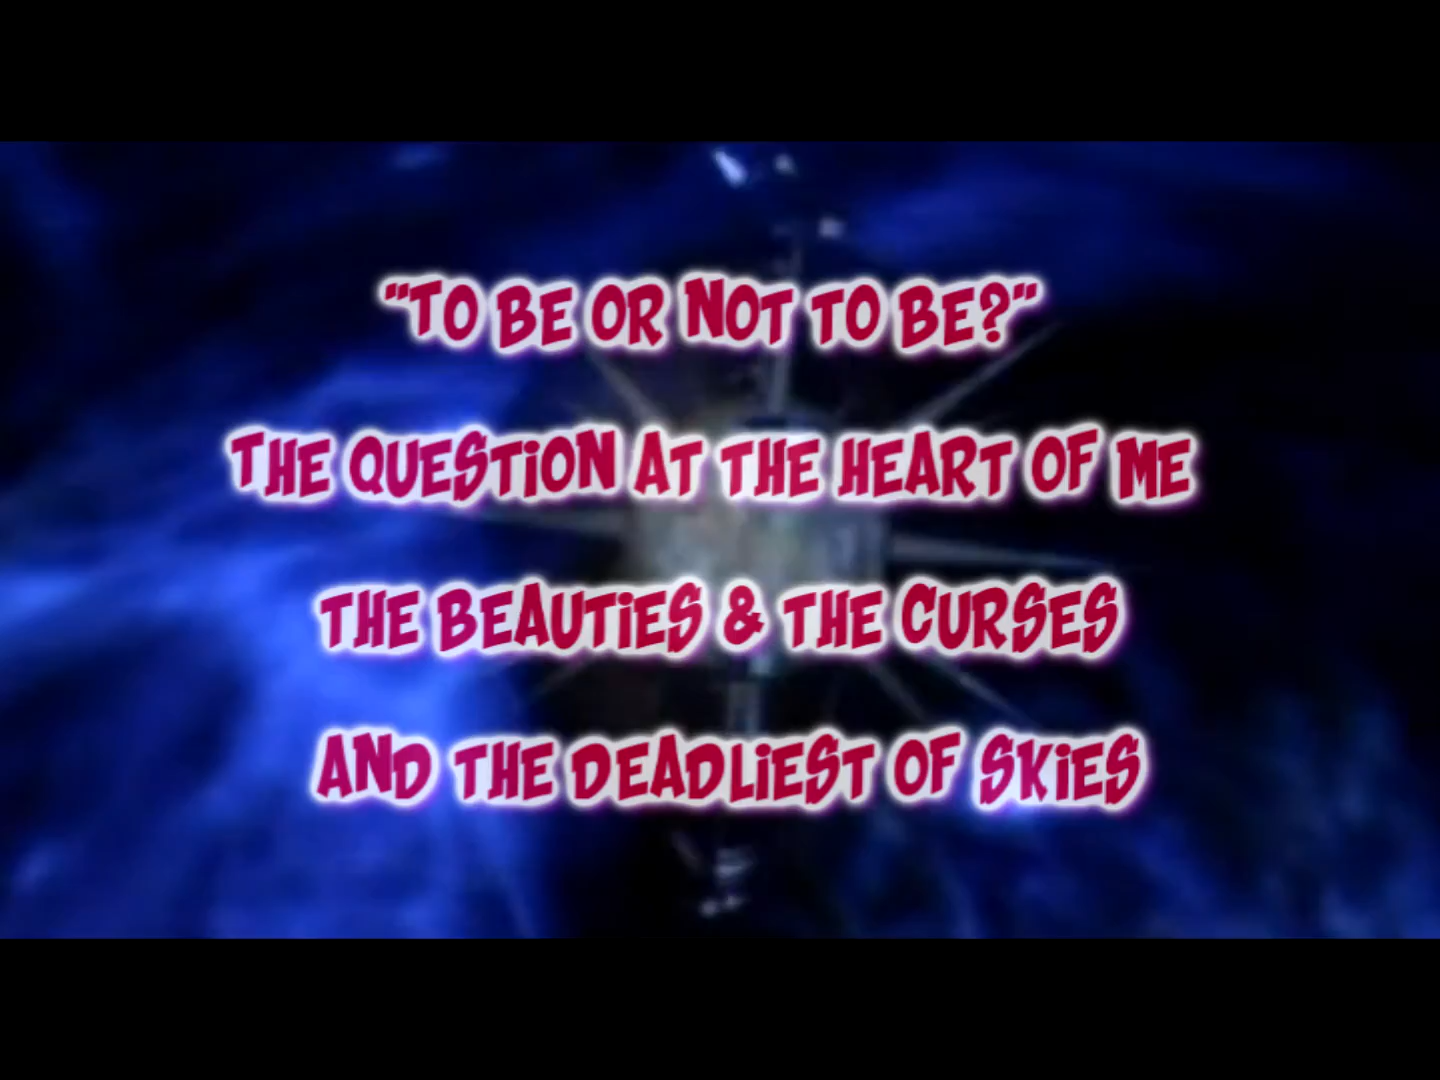 "TO BE OR NOT TO BE?"
THE QUESTION AT THE HEART OF ME
THE BEAUTIES & THE CURSES
AND THE DEADLIEST OF SKIES